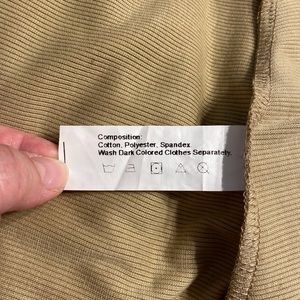 Composition:
Cotton, Polyester, Spandex
Wash Dark Colored Clothes Separately.